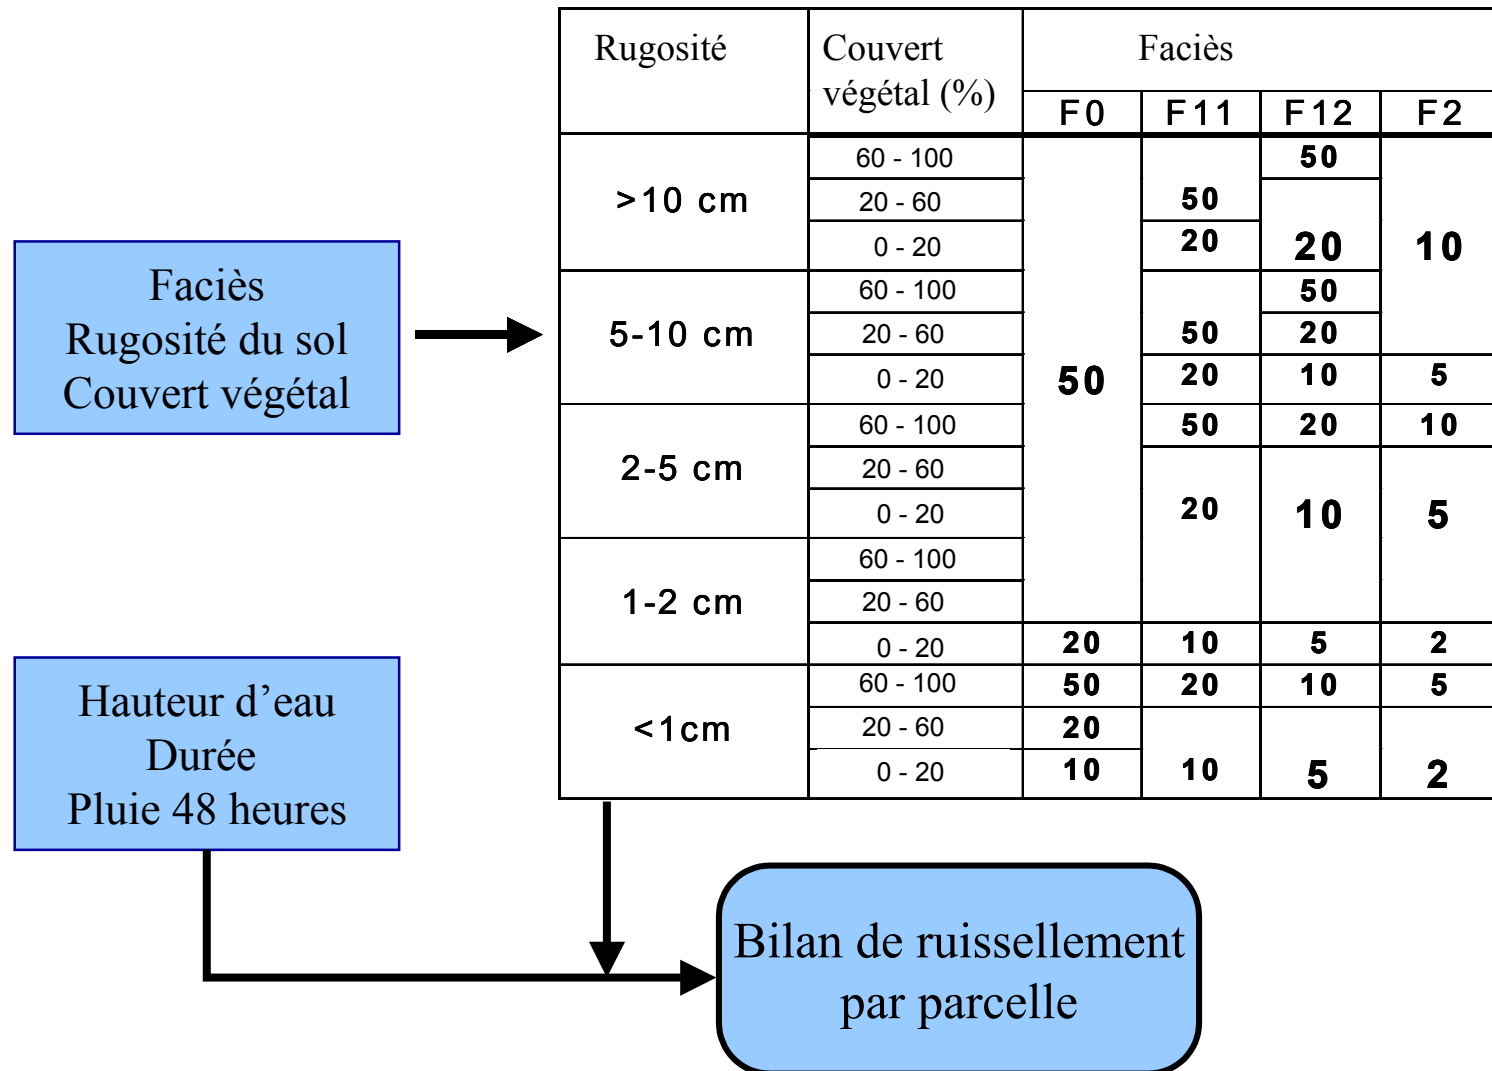 Rugosité Couvert végétal (%) Faciès
F0 F11 F12 F2
>10 cm
60 - 100 50
20 - 60 50
0 - 20 20 20 10
Faciès
Rugosité du sol
Couvert végétal
5-10 cm
60 - 100 50
20 - 60 50 20
0 - 20 50 20 10 5
2-5 cm
60 - 100 50 20 10
20 - 60
0 - 20 20 10 5
1-2 cm
60 - 100
20 - 60
0 - 20 20 10 5 2
<1cm
60 - 100 50 20 10 5
20 - 60 20
0 - 20 10 10 5 2
Hauteur d’eau
Durée
Pluie 48 heures
Bilan de ruissellement
par parcelle